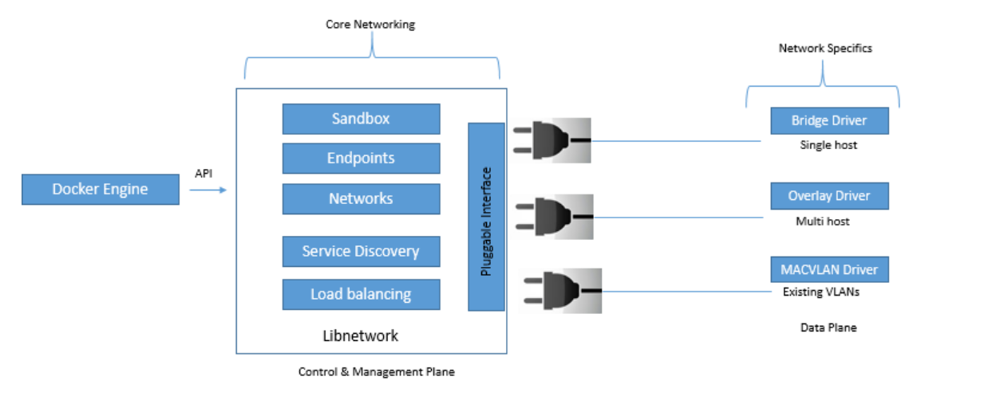 Core Networking
Network Specifics
Docker Engine
API
Sandbox
Endpoints
Networks
Service Discovery
Load balancing
Libnetwork
Pluggable Interface
Control & Management Plane
Bridge Driver
Single host
Overlay Driver
Multi host
MACVLAN Driver
Existing VLANs
Data Plane